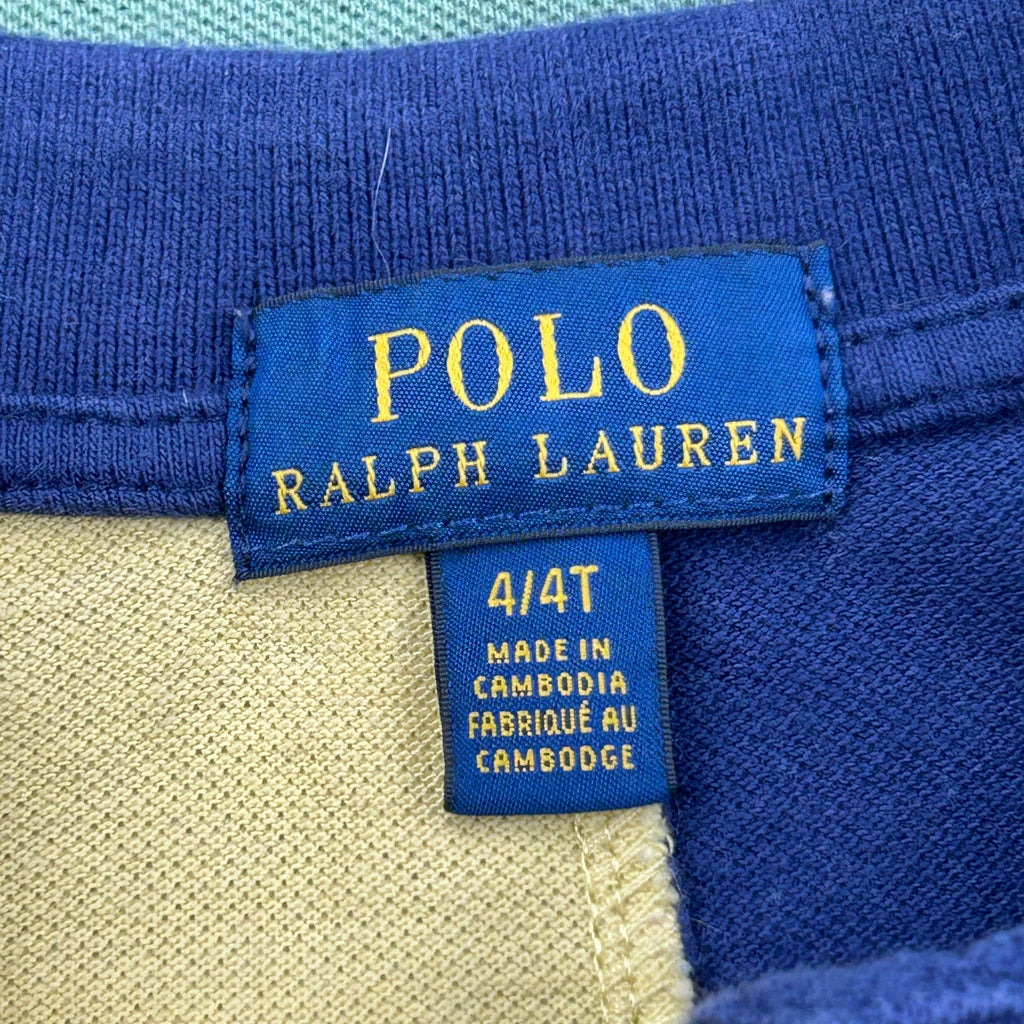 POLO
RALPH LAUREN
4/4T
MADE IN
CAMBODIA
FABRIQUÉ AU
CAMBODGE